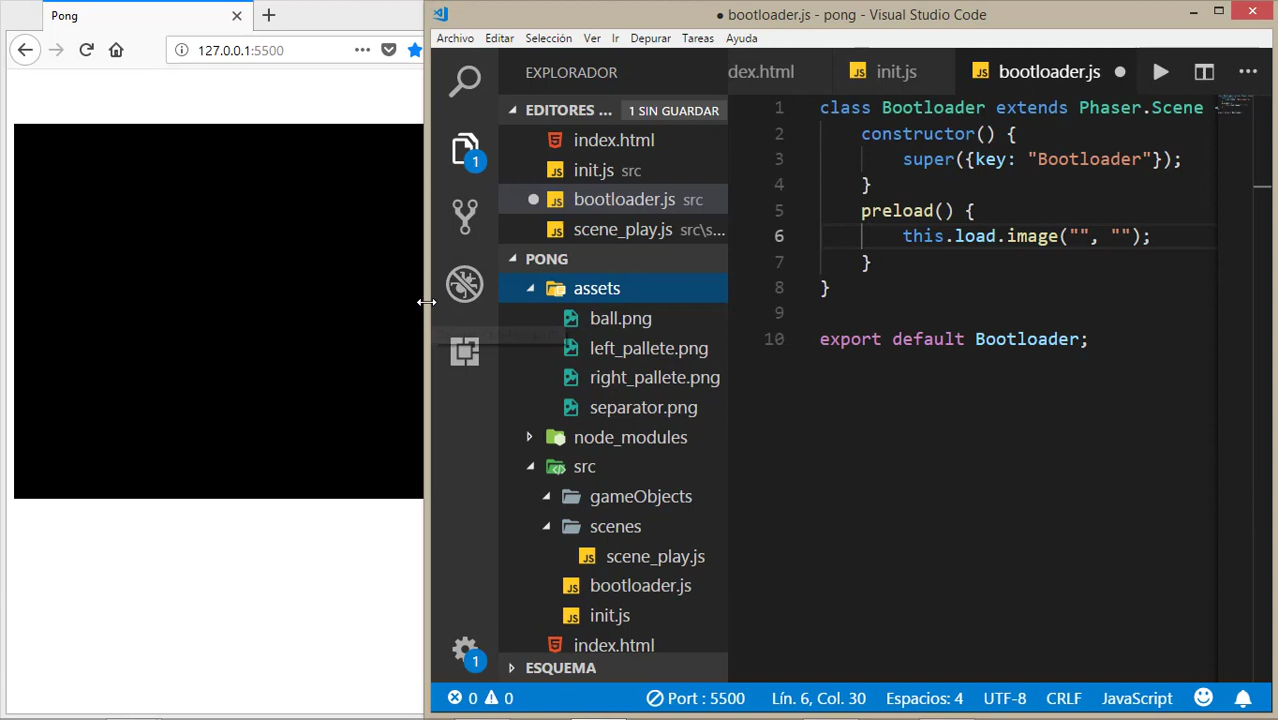 Pong
127.0.0.1:5500
● bootloader.js - pong - Visual Studio Code
Archivo Editar Selección Ver Ir Depurar Tareas Ayuda
EXPLORADOR
dex.html
init.js
bootloader.js
EDITORES ... 1 SIN GUARDAR
index.html
init.js src
bootloader.js src
scene_play.js src\s...
PONG
assets
ball.png
left_pallete.png
right_pallete.png
separator.png
node_modules
src
gameObjects
scenes
scene_play.js
bootloader.js
init.js
index.html
ESQUEMA
1
1
1 class Bootloader extends Phaser.Scene
2 constructor() {
3 super({key: "Bootloader"});
4 }
5 preload() {
6 this.load.image("", "");
7 }
8 }
9
10 export default Bootloader;
0 0 Port : 5500 Lín. 6, Col. 30 Espacios: 4 UTF-8 CRLF JavaScript